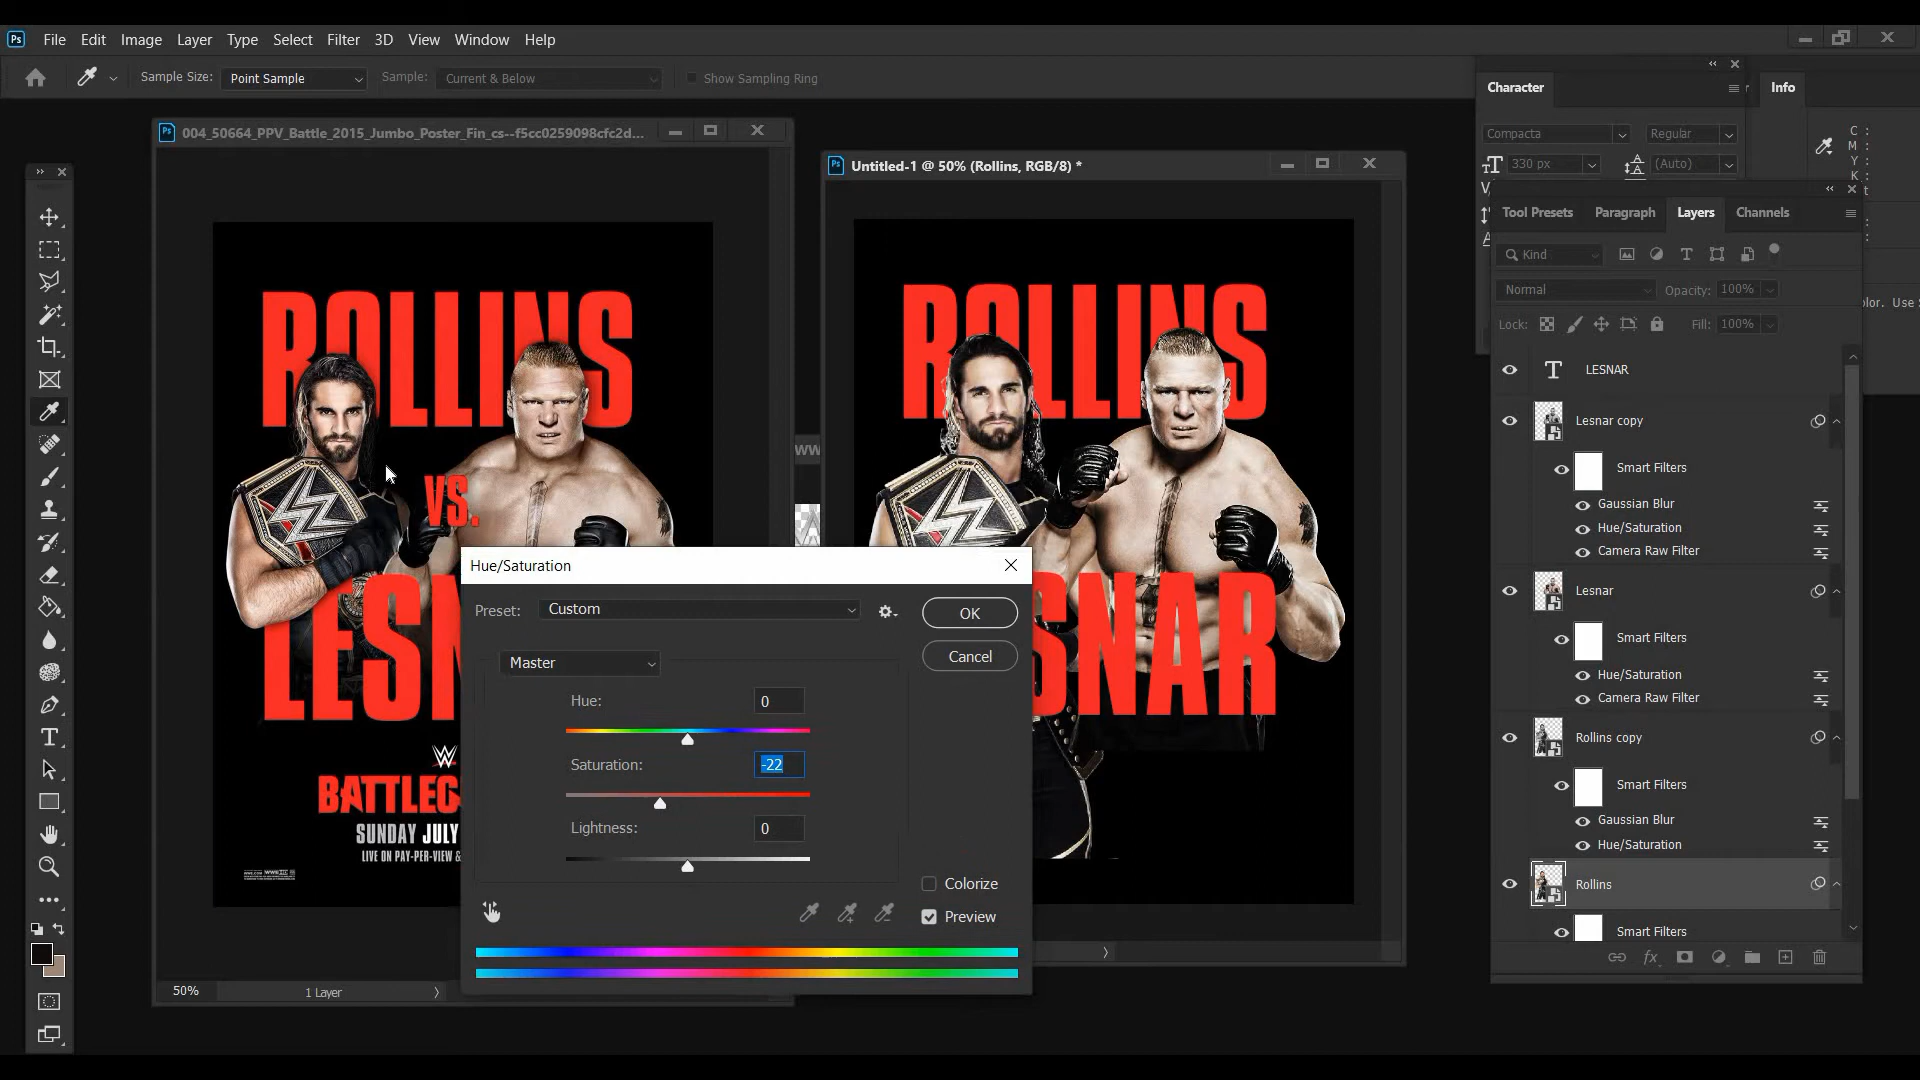 Ps File Edit Image Layer Type Select Filter 3D View Window Help
Sample Size: Point Sample Sample: Current & Below Show Sampling Ring
Character Info
Compacta Regular
330 px (Auto)
C :
M :
Y :
K :
004_50664_PPV_Battle_2015_Jumbo_Poster_Fin_cs--f5cc0259098cfc2d...
Untitled-1 @ 50% (Rollins, RGB/8) *
ROLLINS
VS.
LESN
BATTLEG
SUNDAY JULY
LIVE ON PAY-PER-VIEW &
50% 1 Layer
ROLLINS
SNAR
WW
Hue/Saturation
Preset: Custom
OK
Cancel
Master
Hue: 0
Saturation: -22
Lightness: 0
Colorize
Preview
Tool Presets Paragraph Layers Channels
Kind
Normal Opacity: 100%
Lock: Fill: 100%
olor. Use S
LESNAR
Lesnar copy
Smart Filters
Gaussian Blur
Hue/Saturation
Camera Raw Filter
Lesnar
Smart Filters
Hue/Saturation
Camera Raw Filter
Rollins copy
Smart Filters
Gaussian Blur
Hue/Saturation
Rollins
Smart Filters
fx